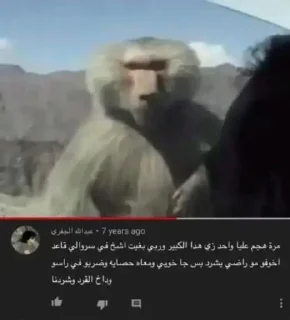 عبدالله الجفري • 7 years ago
مرة هجم عليا واحد زي هدا الكبير وربي بغيت اشخ في سروالي قاعد
اخوفو مو راضي يشرد بس جا خويي ومعاه حصايه وضربو في راسو
وداخ القرد وشردنا